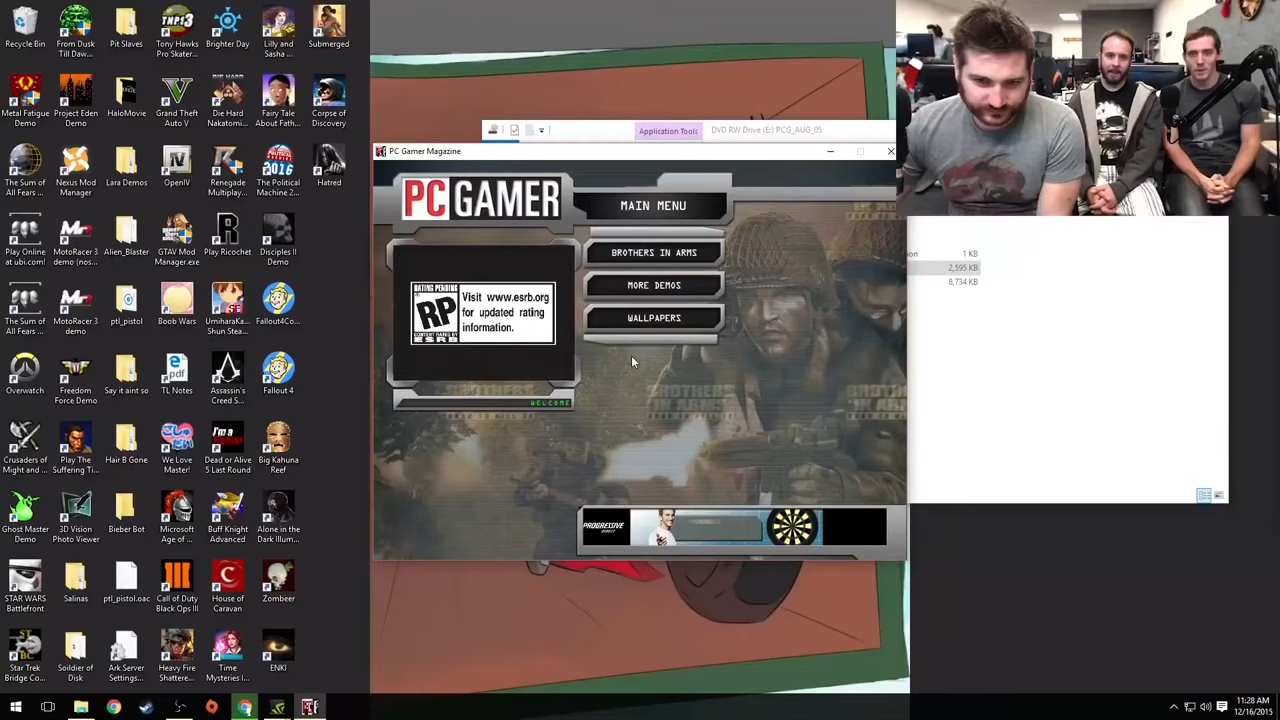 Recycle Bin
From Dusk Till Daw...
Pit Slaves
Tony Hawks Pro Skater...
Brighter Day
Lilly and Sasha ...
Submerged
Metal Fatigue Demo
Project Eden Demo
HaloMovie
Grand Theft Auto V
Die Hard Nakatomi...
Fairy Tale About Fath...
Corpse of Discovery
The Sum of All Fears ...
Nexus Mod Manager
Lara Demos
OpenIV
Renegade Multiplay...
The Political Machine 2...
Hatred
Play Online at ubi.com!
MotoRacer 3 demo (nos...
Alien_Blaster
GTAV Mod Manager.exe
Play Ricochet
Disciples II Demo
The Sum of All Fears ...
MotoRacer 3 demo
ptl_pistol
Boob Wars
UmiharaKa... Shun Stea...
Fallout4Co...
Overwatch
Freedom Force Demo
Say it aint so
TL Notes
Assassin's Creed S...
Fallout 4
Crusaders of Might and ...
Play The Suffering Ti...
Hair B Gone
We Love Master!
Dead or Alive 5 Last Round
Big Kahuna Reef
Ghost Master Demo
3D Vision Photo Viewer
Bieber Bot
Microsoft Age of ...
Buff Knight Advanced
Alone in the Dark Illum...
STAR WARS Battlefront
Salinas
ptl_pistol.oac
Call of Duty Black Ops III
House of Caravan
Zombeer
Star Trek Bridge Co...
Soildier of Disk
Ark Server Settings...
Heavy Fire Shattere...
Time Mysteries I...
ENKI
Application Tools
DVD RW Drive (E:) PCG_AUG_05
PC Gamer Magazine
PC GAMER
MAIN MENU
BROTHERS IN ARMS
MORE DEMOS
WALLPAPERS
RATING PENDING
RP
CONTENT RATED BY
ESRB
Visit www.esrb.org
for updated rating
information.
WELCOME
PROGRESSIVE
DIRECT
on
1 KB
2,595 KB
8,734 KB
11:28 AM
12/16/2015